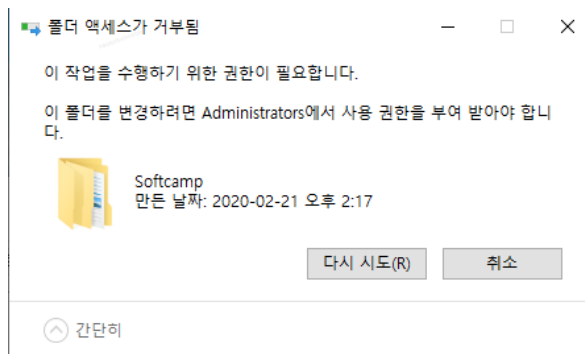 폴더 액세스가 거부됨
이 작업을 수행하기 위한 권한이 필요합니다.
이 폴더를 변경하려면 Administrators에서 사용 권한을 부여 받아야 합니
다.
Softcamp
만든 날짜: 2020-02-21 오후 2:17
다시 시도(R) 취소
간단히